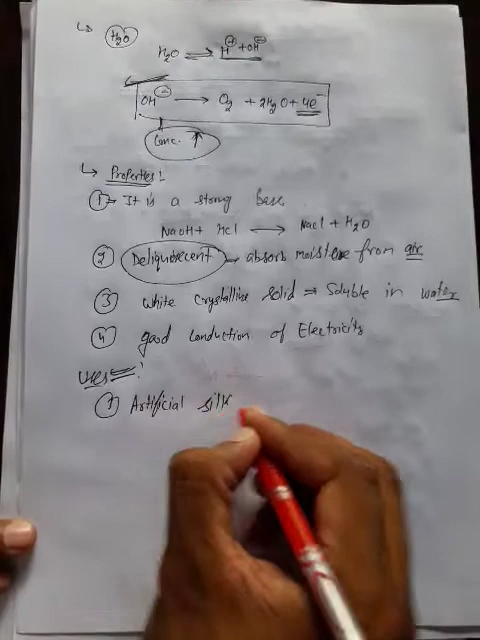 ↳ H₂O
H₂O ⇌ H⊕ + OH⊖
OH⊖ → O₂ + 2H₂O + 4e⁻
Conc. ↑
↳ Properties!
① It is a strong base
NaOH + HCl → NaCl + H₂O
② Deliquescent → absorb moisture from air
③ White crystalline solid ⇒ Soluble in water
④ good conduction of Electricity
Uses:
① Artificial silk